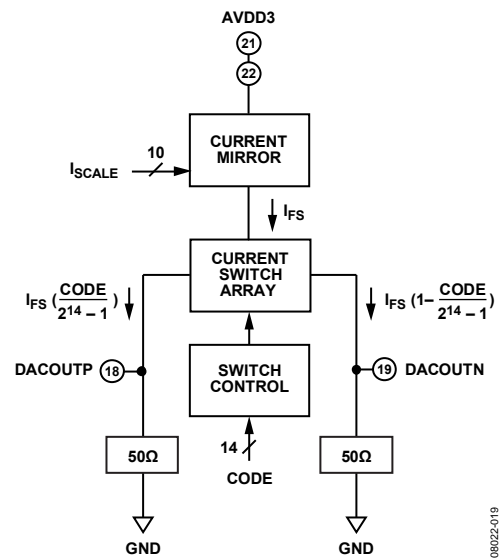 AVDD3
21
22
CURRENT
MIRROR
10
ISCALE
IFS
CURRENT
SWITCH
ARRAY
IFS (CODE / 2^14 – 1)
IFS (1– CODE / 2^14 – 1)
DACOUTP 18
19 DACOUTN
SWITCH
CONTROL
50Ω
14
50Ω
CODE
GND
GND
08022-019